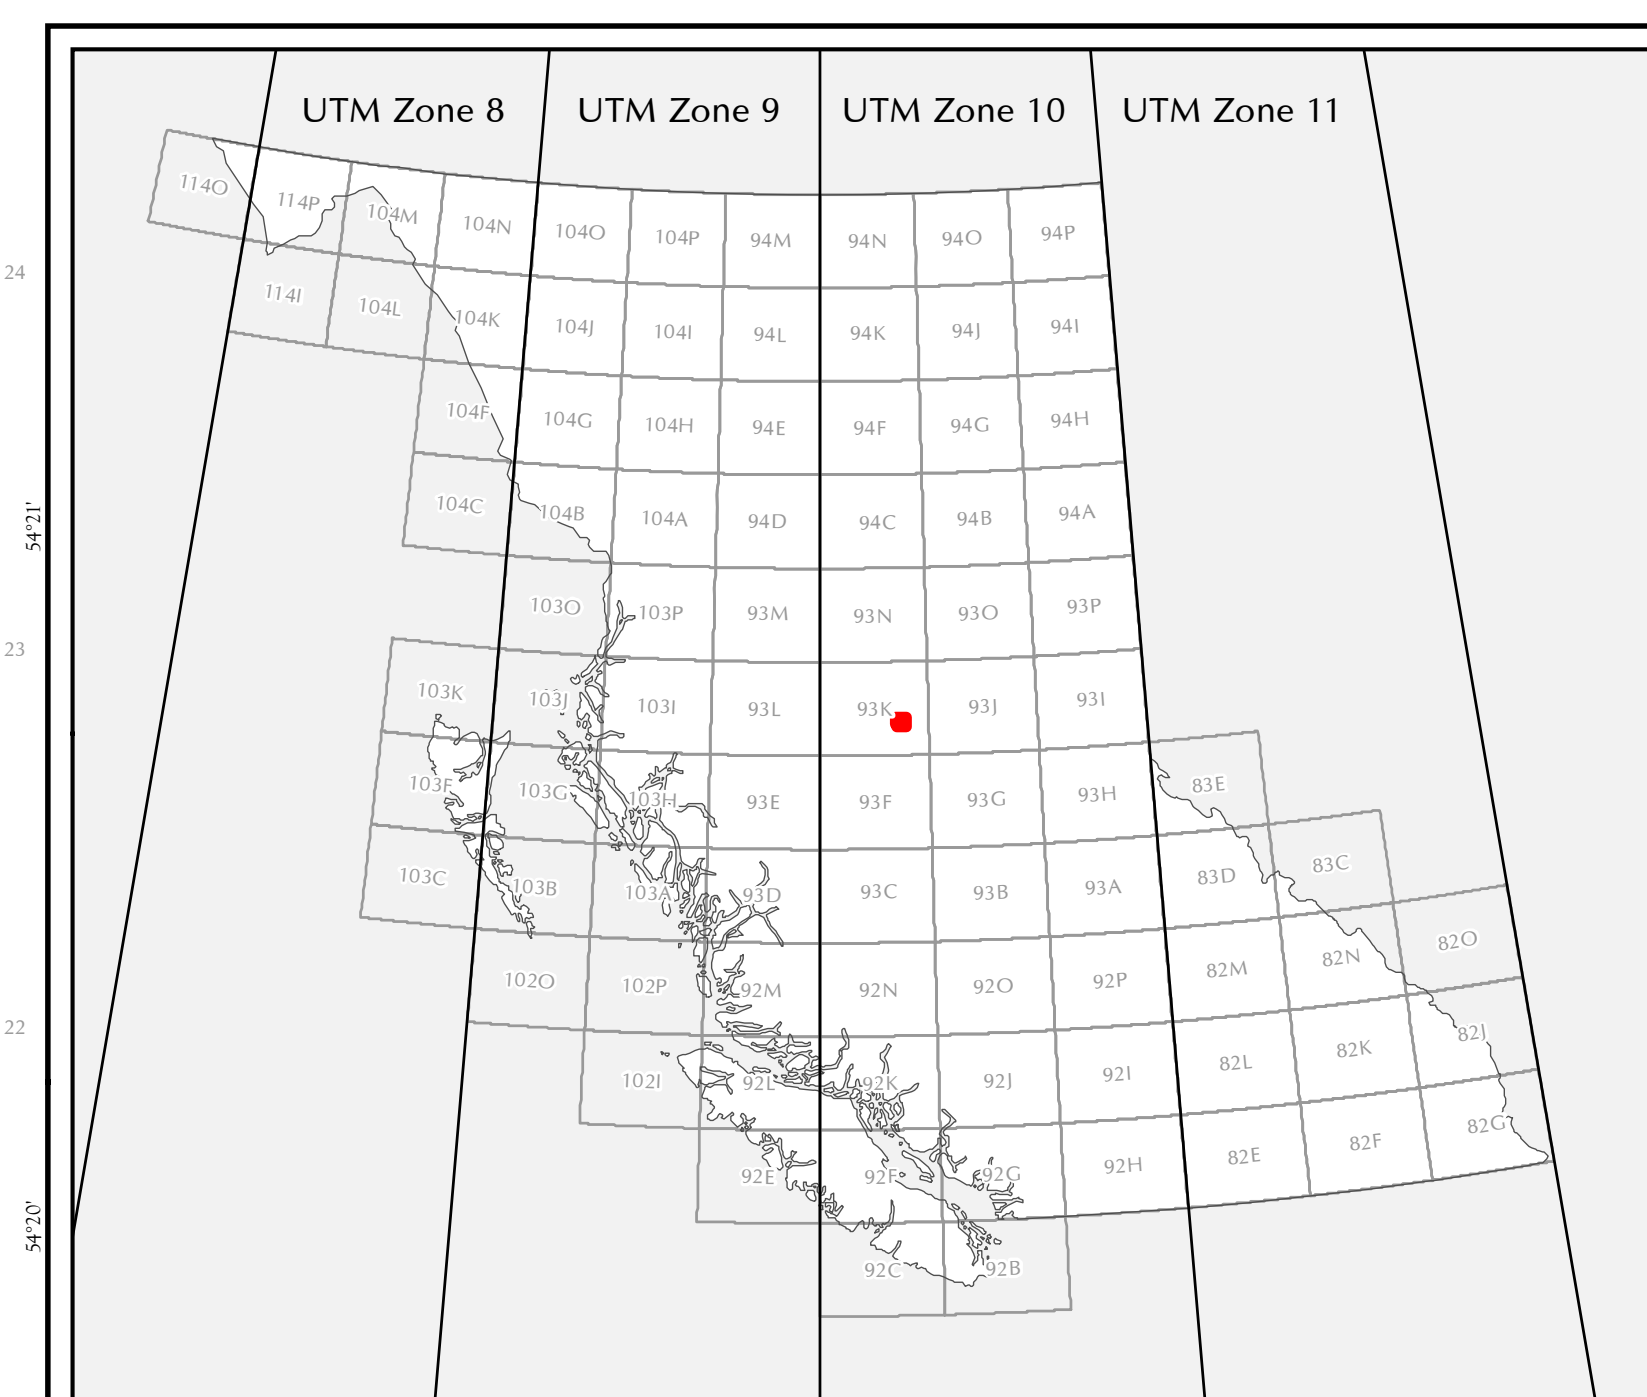 UTM Zone 8 UTM Zone 9 UTM Zone 10 UTM Zone 11
114O 114P 104M 104N 104O 104P 94M 94N 94O 94P
24
114I 104L 104K 104J 104I 94L 94K 94J 94I
104F 104G 104H 94E 94F 94G 94H
54°21'
104C 104B 104A 94D 94C 94B 94A
103O 103P 93M 93N 93O 93P
23
103K 103J 103I 93L 93K 93J 93I
103F 103G 103H 93E 93F 93G 93H 83E
103C 103B 103A 93D 93C 93B 93A 83D 83C
102O 102P 92M 92N 92O 92P 82M 82N 82O
22
102I 92L 92K 92J 92I 82L 82K 82J
92E 92F 92G 92H 82E 82F 82G
54°20'
92C 92B